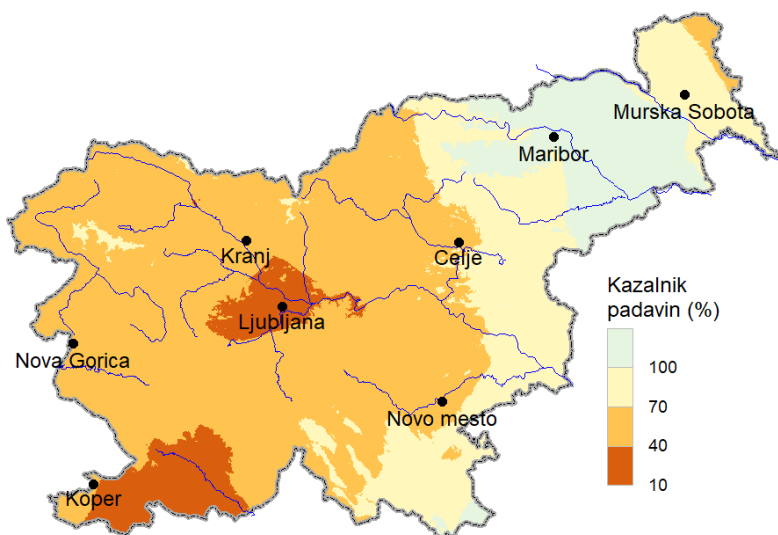 Murska Sobota
Maribor
Kranj
Celje
Ljubljana
Nova Gorica
Novo mesto
Koper
Kazalnik
padavin (%)
100
70
40
10